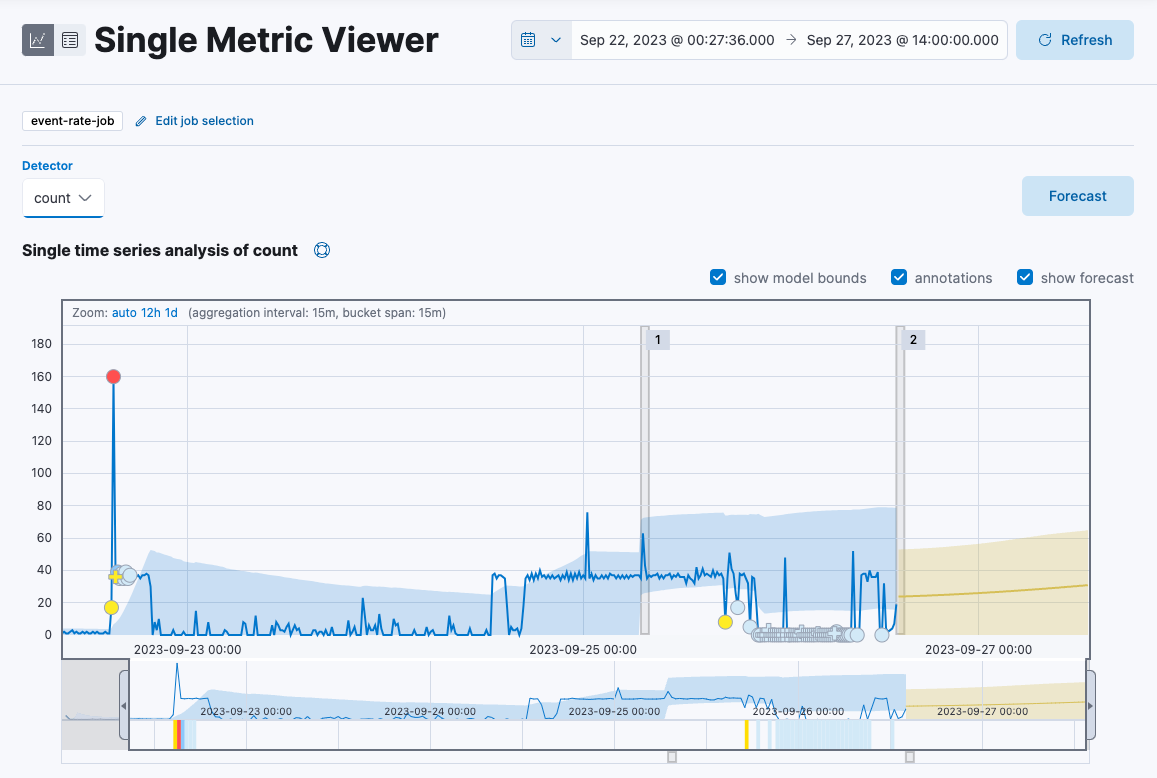 Single Metric Viewer
Sep 22, 2023 @ 00:27:36.000 → Sep 27, 2023 @ 14:00:00.000
Refresh
event-rate-job
Edit job selection
Detector
count
Forecast
Single time series analysis of count
show model bounds
annotations
show forecast
Zoom: auto 12h 1d (aggregation interval: 15m, bucket span: 15m)
1
2
180
160
140
120
100
80
60
40
20
0
2023-09-23 00:00
2023-09-25 00:00
2023-09-27 00:00
2023-09-23 00:00
2023-09-24 00:00
2023-09-25 00:00
2023-09-26 00:00
2023-09-27 00:00